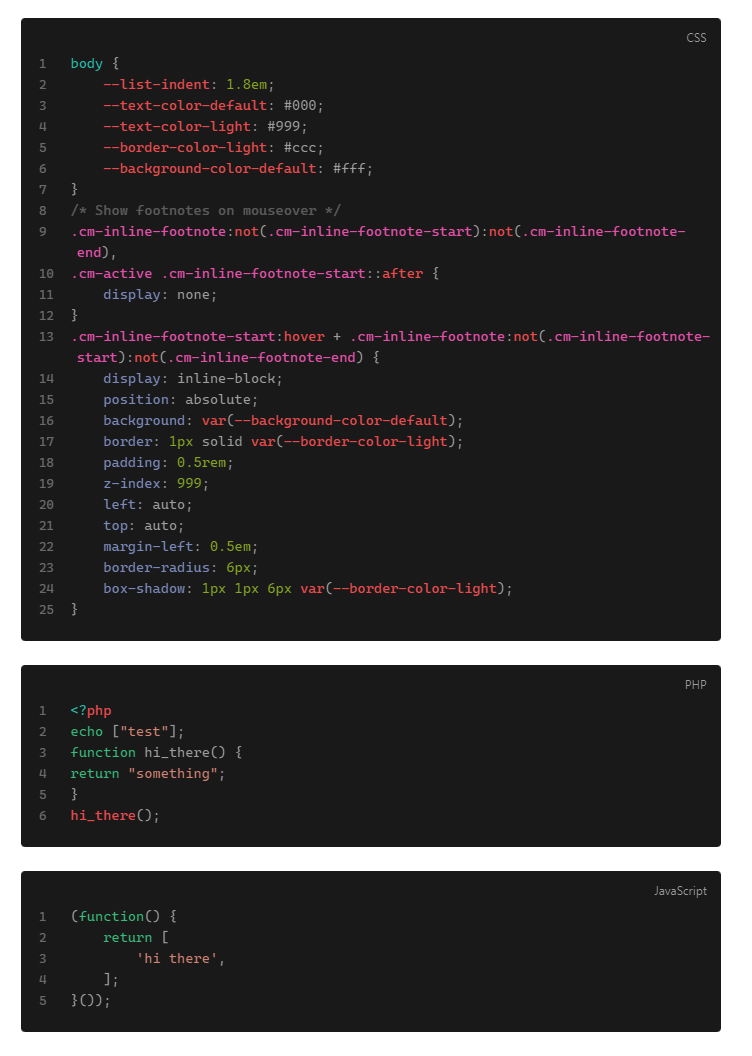 CSS
1 body {
2     --list-indent: 1.8em;
3     --text-color-default: #000;
4     --text-color-light: #999;
5     --border-color-light: #ccc;
6     --background-color-default: #fff;
7 }
8 /* Show footnotes on mouseover */
9 .cm-inline-footnote:not(.cm-inline-footnote-start):not(.cm-inline-footnote-
end),
10 .cm-active .cm-inline-footnote-start::after {
11     display: none;
12 }
13 .cm-inline-footnote-start:hover + .cm-inline-footnote:not(.cm-inline-footnote-
start):not(.cm-inline-footnote-end) {
14     display: inline-block;
15     position: absolute;
16     background: var(--background-color-default);
17     border: 1px solid var(--border-color-light);
18     padding: 0.5rem;
19     z-index: 999;
20     left: auto;
21     top: auto;
22     margin-left: 0.5em;
23     border-radius: 6px;
24     box-shadow: 1px 1px 6px var(--border-color-light);
25 }
PHP
1 <?php
2 echo ["test"];
3 function hi_there() {
4 return "something";
5 }
6 hi_there();
JavaScript
1 (function() {
2     return [
3         'hi there',
4     ];
5 }());